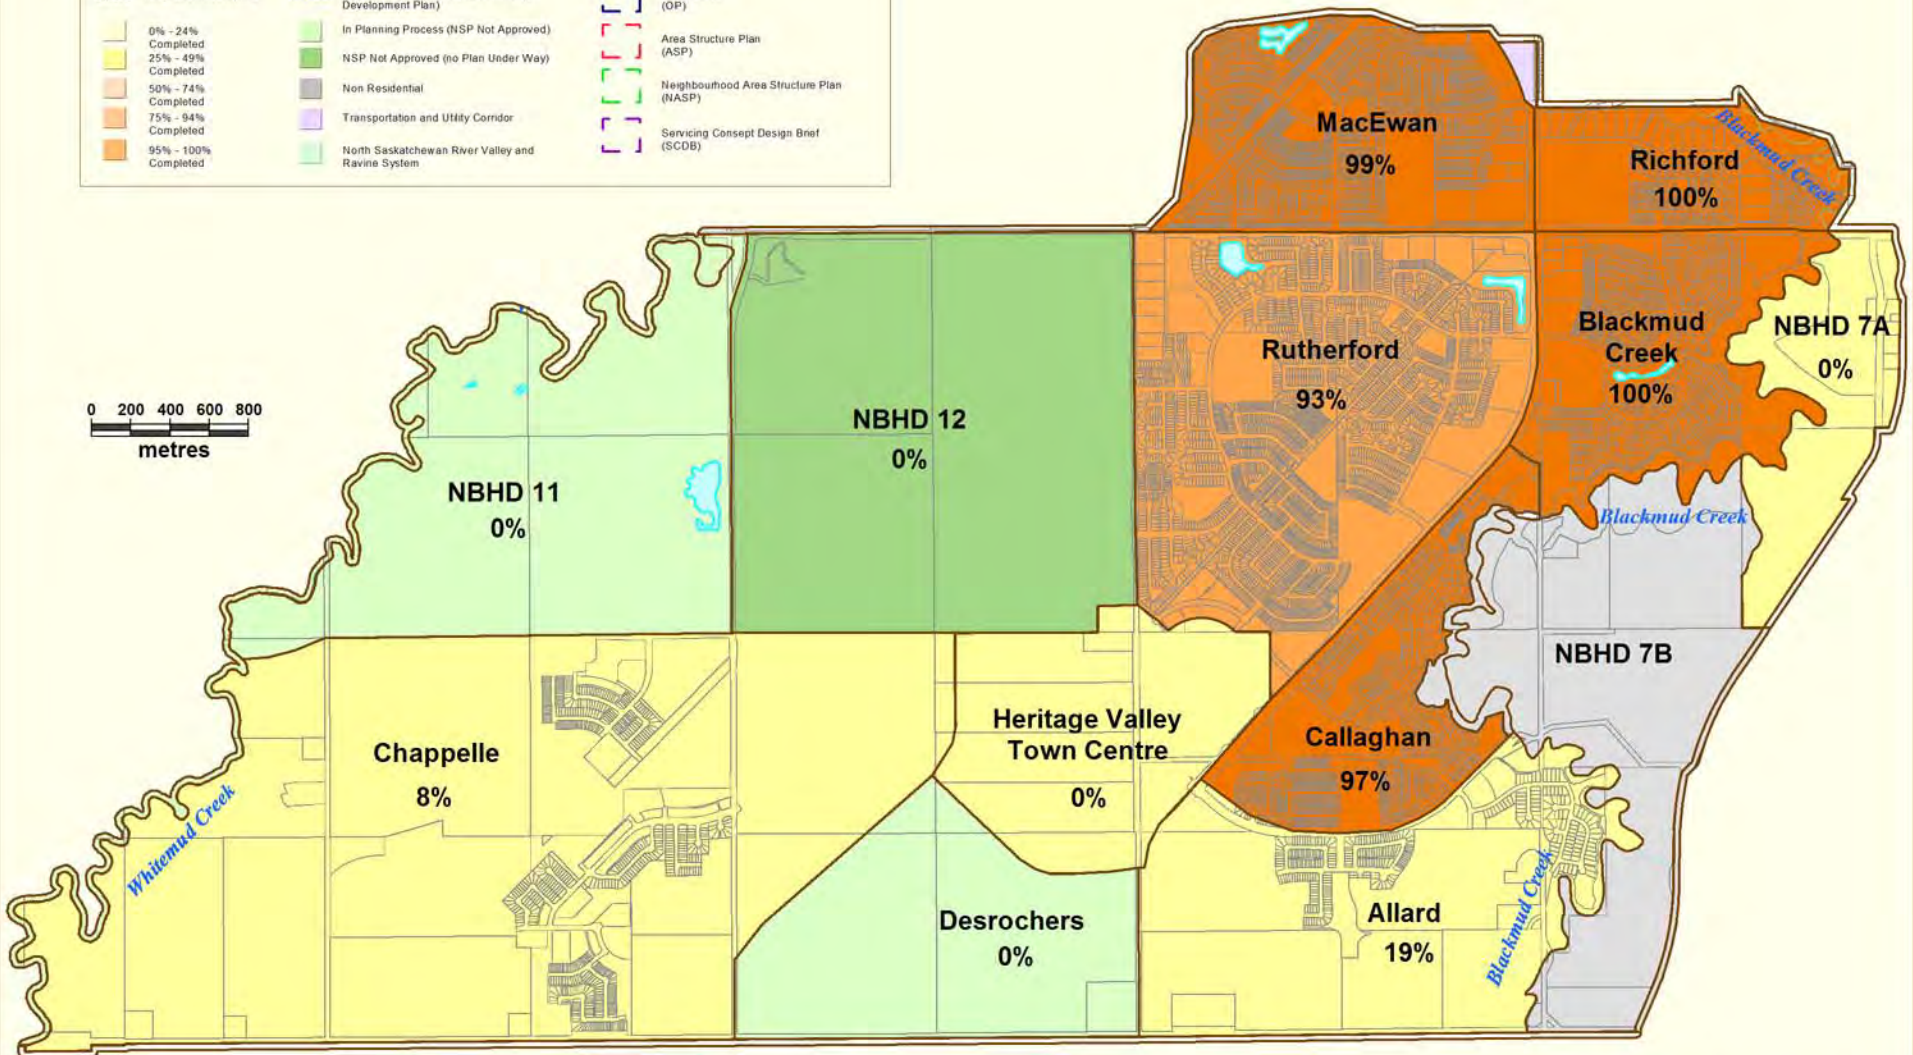 Development Plan)
(OP)
0% - 24%
Completed
25% - 49%
Completed
50% - 74%
Completed
75% - 94%
Completed
95% - 100%
Completed
In Planning Process (NSP Not Approved)
NSP Not Approved (no Plan Under Way)
Non Residential
Transportation and Utility Corridor
North Saskatchewan River Valley and
Ravine System
Area Structure Plan
(ASP)
Neighbourhood Area Structure Plan
(NASP)
Servicing Concept Design Brief
(SCDB)
MacEwan
99%
Richford
100%
Blackmud Creek
Rutherford
93%
Blackmud
Creek
100%
NBHD 7A
0%
0 200 400 600 800
metres
NBHD 12
0%
NBHD 11
0%
Blackmud Creek
NBHD 7B
Chappelle
8%
Heritage Valley
Town Centre
0%
Callaghan
97%
Whitemud Creek
Desrochers
0%
Allard
19%
Blackmud Creek